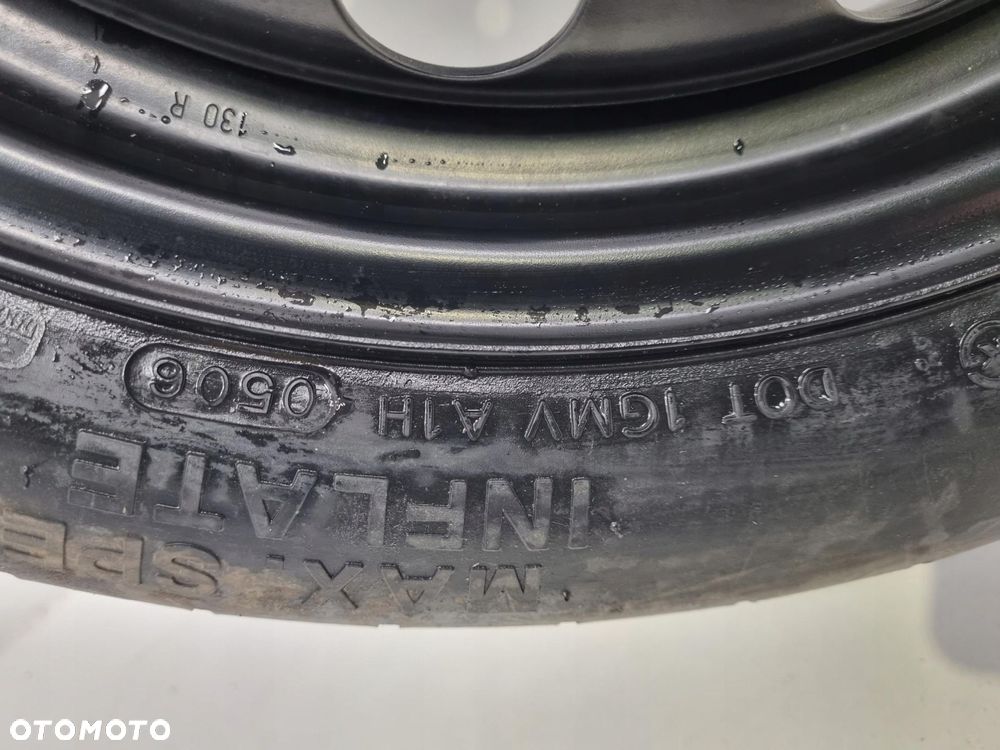 MAX. SPE
INFLATE
DOT 1GMV A1H 0506
130 R
OTOMOTO